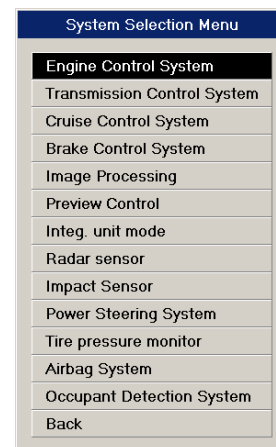 System Selection Menu
Engine Control System
Transmission Control System
Cruise Control System
Brake Control System
Image Processing
Preview Control
Integ. unit mode
Radar sensor
Impact Sensor
Power Steering System
Tire pressure monitor
Airbag System
Occupant Detection System
Back